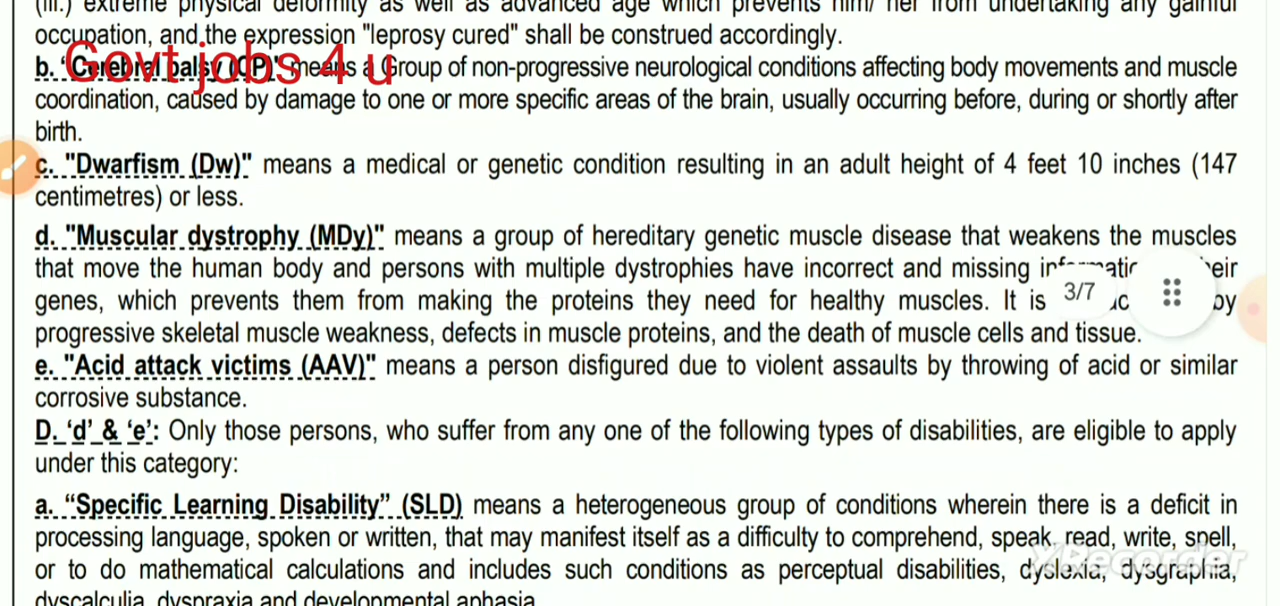 (iii.) extreme physical deformity as well as advanced age which prevents him/ her from undertaking any gainful
occupation, and the expression "leprosy cured" shall be construed accordingly.
Govt jobs 4 u
b. "Cerebral palsy (CP)" means a Group of non-progressive neurological conditions affecting body movements and muscle
coordination, caused by damage to one or more specific areas of the brain, usually occurring before, during or shortly after
birth.
c. "Dwarfism (Dw)" means a medical or genetic condition resulting in an adult height of 4 feet 10 inches (147
centimetres) or less.
d. "Muscular dystrophy (MDy)" means a group of hereditary genetic muscle disease that weakens the muscles
that move the human body and persons with multiple dystrophies have incorrect and missing
genes, which prevents them from making the proteins they need for healthy muscles. It is by
3/7
progressive skeletal muscle weakness, defects in muscle proteins, and the death of muscle cells and tissue.
e. "Acid attack victims (AAV)" means a person disfigured due to violent assaults by throwing of acid or similar
corrosive substance.
D. ‘d’ & ‘e’: Only those persons, who suffer from any one of the following types of disabilities, are eligible to apply
under this category:
a. “Specific Learning Disability” (SLD) means a heterogeneous group of conditions wherein there is a deficit in
processing language, spoken or written, that may manifest itself as a difficulty to comprehend, speak, read, write, spell,
or to do mathematical calculations and includes such conditions as perceptual disabilities, dyslexia, dysgraphia,
XRecorder
dyscalculia, dyspraxia and developmental aphasia.